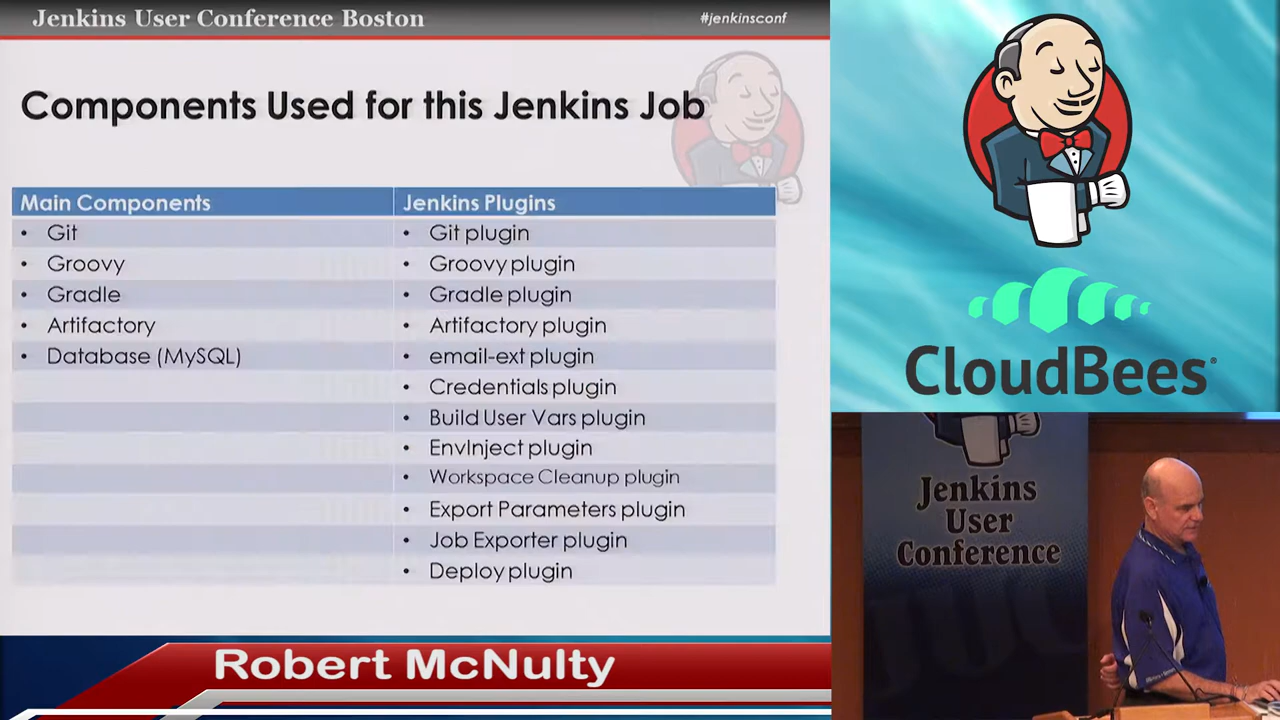 Jenkins User Conference Boston
#jenkinsconf
Components Used for this Jenkins Job
Main Components
Jenkins Plugins
• Git
• Git plugin
• Groovy
• Groovy plugin
• Gradle
• Gradle plugin
• Artifactory
• Artifactory plugin
• Database (MySQL)
• email-ext plugin
• Credentials plugin
• Build User Vars plugin
• EnvInject plugin
• Workspace Cleanup plugin
• Export Parameters plugin
• Job Exporter plugin
• Deploy plugin
Robert McNulty
CloudBees
Jenkins
User
Conference